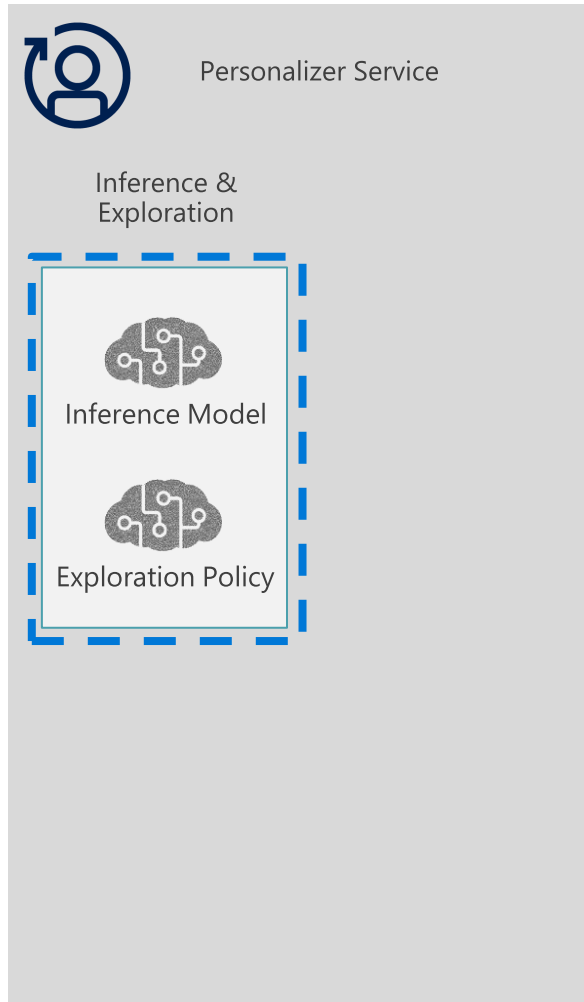 Personalizer Service
Inference &
Exploration
Inference Model
Exploration Policy